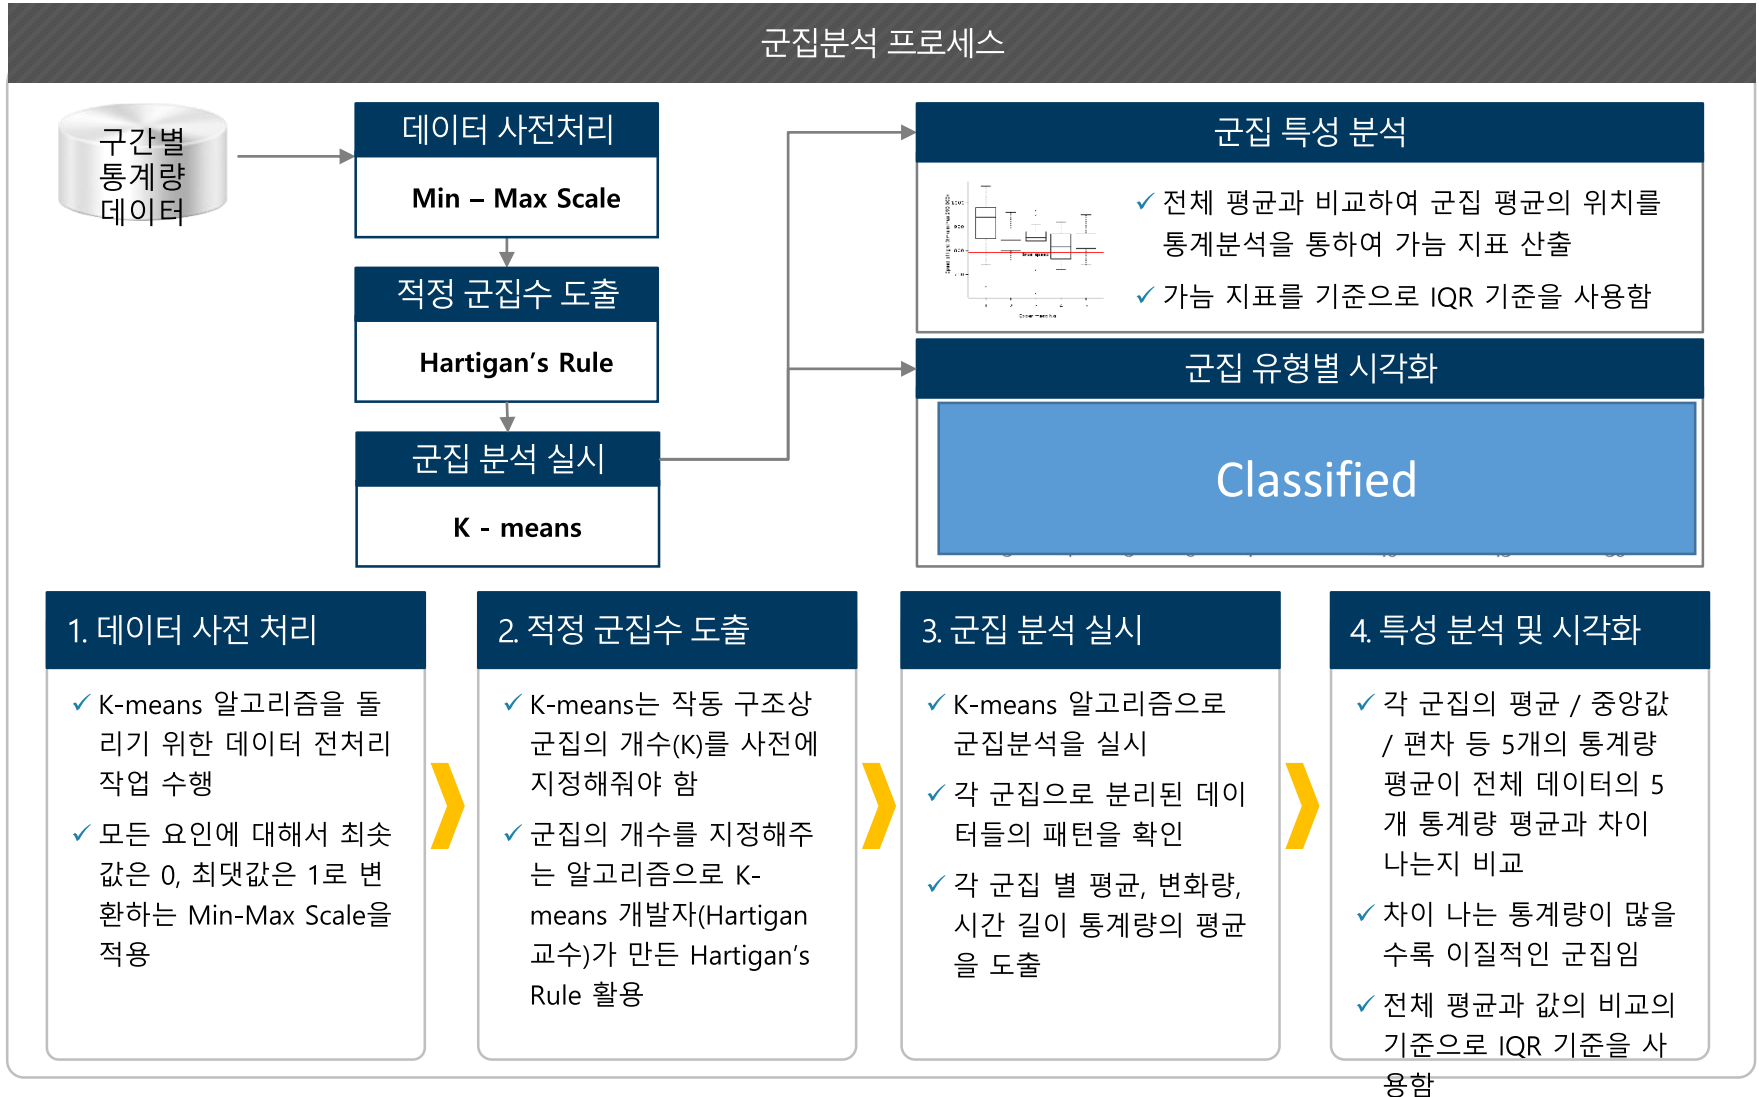 군집분석 프로세스
구간별
통계량
데이터
데이터 사전처리
Min – Max Scale
적정 군집수 도출
Hartigan’s Rule
군집 분석 실시
K - means
군집 특성 분석
✓ 전체 평균과 비교하여 군집 평균의 위치를
통계분석을 통하여 가늠 지표 산출
✓ 가늠 지표를 기준으로 IQR 기준을 사용함
군집 유형별 시각화
Classified
1. 데이터 사전 처리
✓ K-means 알고리즘을 돌
리기 위한 데이터 전처리
작업 수행
✓ 모든 요인에 대해서 최솟
값은 0, 최댓값은 1로 변
환하는 Min-Max Scale을
적용
2. 적정 군집수 도출
✓ K-means는 작동 구조상
군집의 개수(K)를 사전에
지정해줘야 함
✓ 군집의 개수를 지정해주
는 알고리즘으로 K-
means 개발자(Hartigan
교수)가 만든 Hartigan’s
Rule 활용
3. 군집 분석 실시
✓ K-means 알고리즘으로
군집분석을 실시
✓ 각 군집으로 분리된 데이
터들의 패턴을 확인
✓ 각 군집 별 평균, 변화량,
시간 길이 통계량의 평균
을 도출
4. 특성 분석 및 시각화
✓ 각 군집의 평균 / 중앙값
/ 편차 등 5개의 통계량
평균이 전체 데이터의 5
개 통계량 평균과 차이
나는지 비교
✓ 차이 나는 통계량이 많을
수록 이질적인 군집임
✓ 전체 평균과 값의 비교의
기준으로 IQR 기준을 사
용함